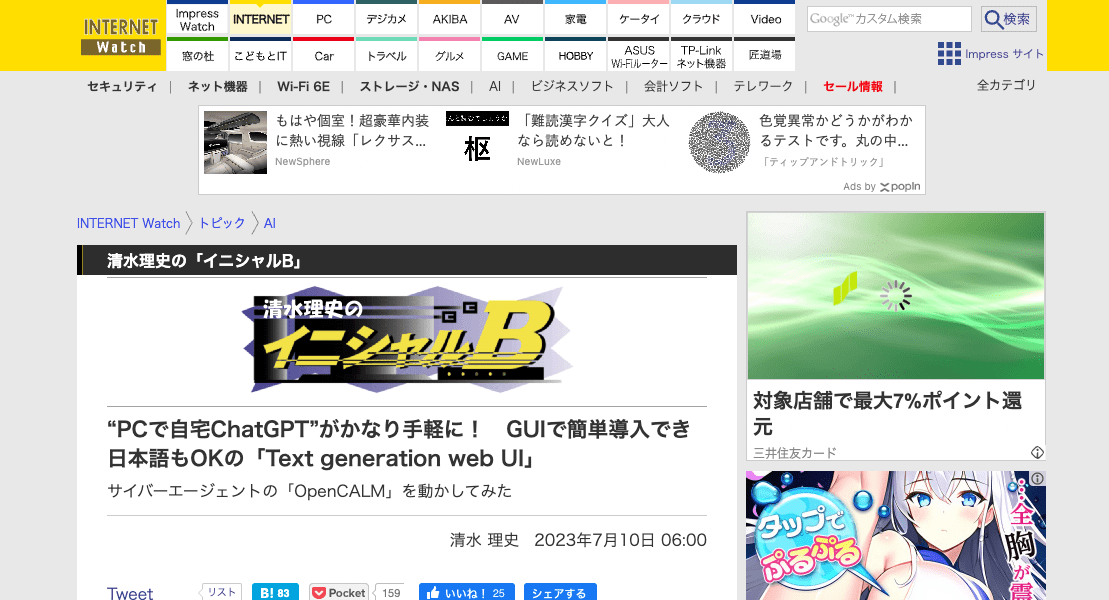 INTERNET
Watch
Impress
Watch
INTERNET
PC
デジカメ
AKIBA
AV
家電
ケータイ
クラウド
Video
窓の杜
こどもとIT
Car
トラベル
グルメ
GAME
HOBBY
ASUS
Wi-Fiルーター
TP-Link
ネット機器
匠道場
Google™カスタム検索
検索
Impress サイト
セキュリティ | ネット機器 | Wi-Fi 6E | ストレージ・NAS | AI | ビジネスソフト | 会計ソフト | テレワーク | セール情報 |
全カテゴリ
もはや個室！超豪華内装
に熱い視線「レクサス...
NewSphere
枢
「難読漢字クイズ」大人
なら読めないと！
NewLuxe
色覚異常かどうかがわか
るテストです。丸の中...
「ティップアンドトリック」
Ads by popIn
INTERNET Watch
トピック
AI
清水理史の「イニシャルB」
清水理史の
イニシャルB
“PCで自宅ChatGPT”がかなり手軽に！　GUIで簡単導入でき
日本語もOKの「Text generation web UI」
サイバーエージェントの「OpenCALM」を動かしてみた
清水 理史　2023年7月10日 06:00
Tweet
リスト
B! 83
Pocket
159
いいね！ 25
シェアする
対象店舗で最大7%ポイント還
元
三井住友カード
タップで
ぷるぷる
…全
胸
が
震